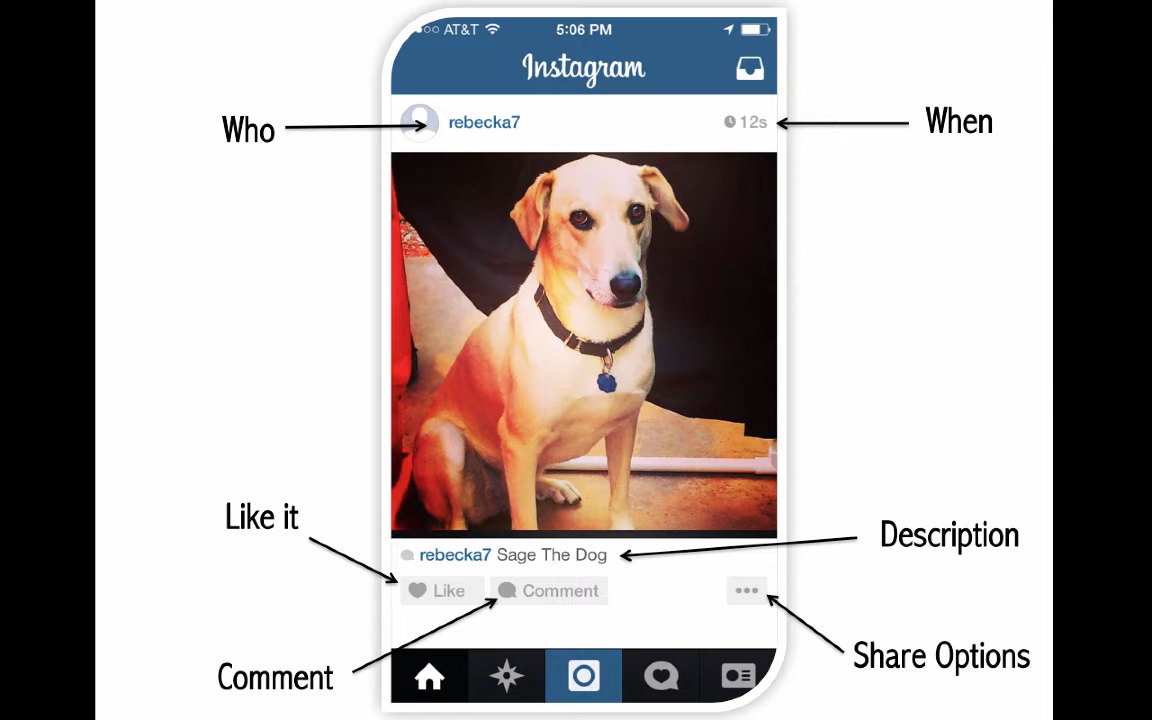 AT&T 5:06 PM
Instagram
Who
rebecka7
12s
When
Like it
rebecka7 Sage The Dog
Description
Like
Comment
Comment
Share Options